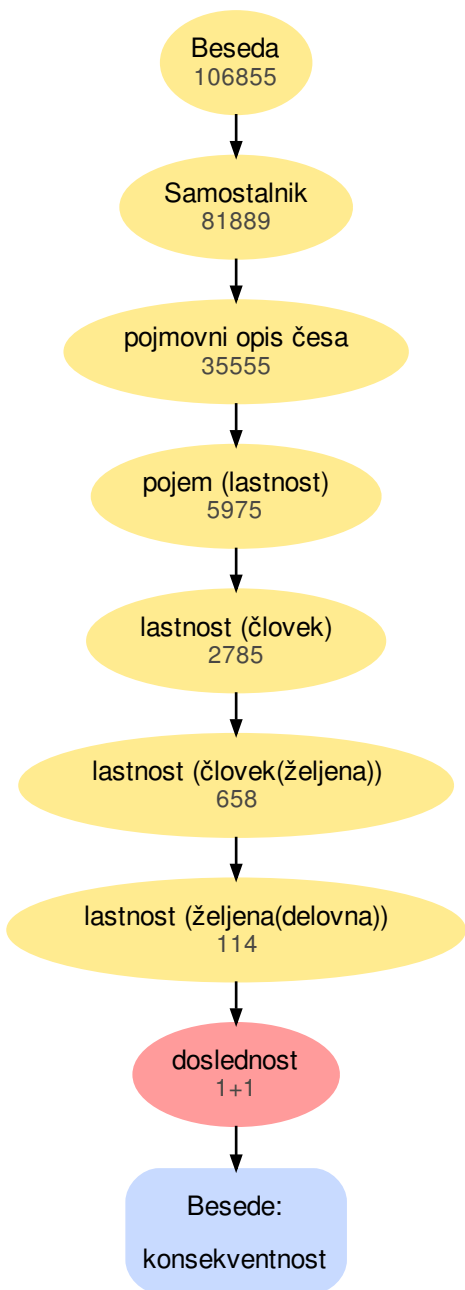 Beseda
106855
Samostalnik
81889
pojmovni opis česa
35555
pojem (lastnost)
5975
lastnost (človek)
2785
lastnost (človek(željena))
658
lastnost (željena(delovna))
114
doslednost
1+1
Besede:
konsekventnost